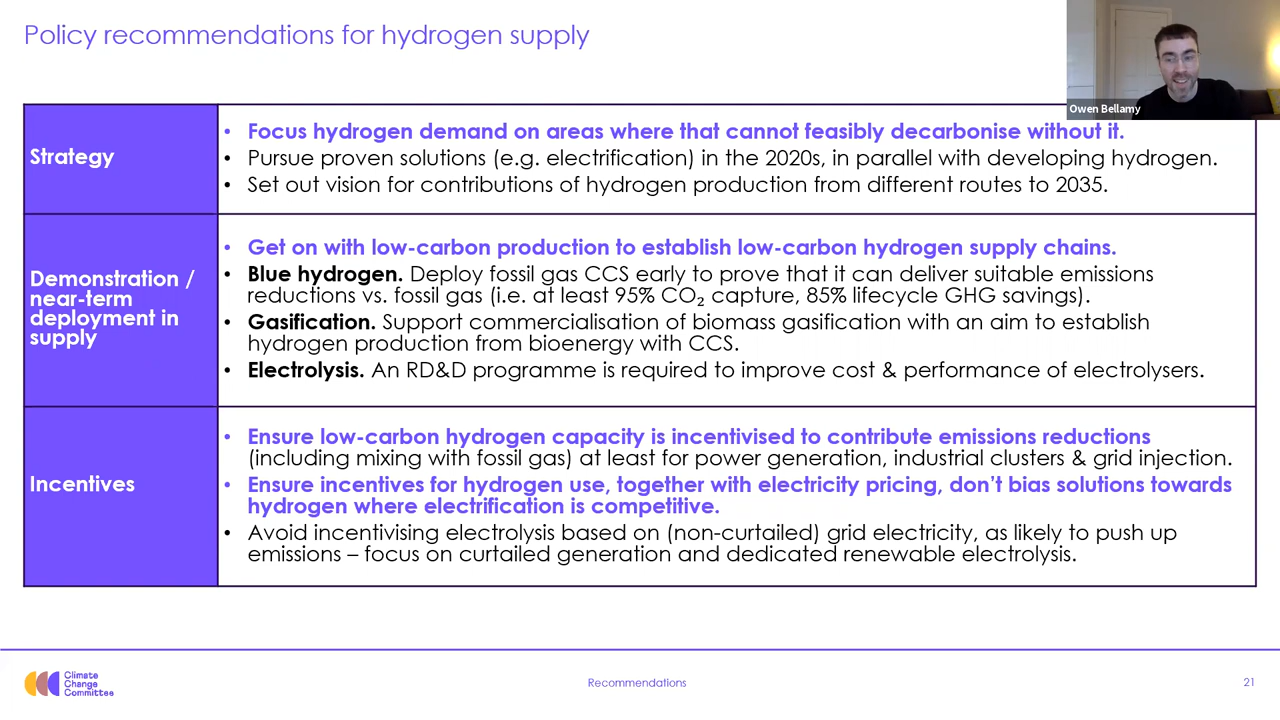 Policy recommendations for hydrogen supply
Owen Bellamy
Strategy
• Focus hydrogen demand on areas where that cannot feasibly decarbonise without it.
• Pursue proven solutions (e.g. electrification) in the 2020s, in parallel with developing hydrogen.
• Set out vision for contributions of hydrogen production from different routes to 2035.
Demonstration /
near-term
deployment in
supply
• Get on with low-carbon production to establish low-carbon hydrogen supply chains.
• Blue hydrogen. Deploy fossil gas CCS early to prove that it can deliver suitable emissions
reductions vs. fossil gas (i.e. at least 95% CO₂ capture, 85% lifecycle GHG savings).
• Gasification. Support commercialisation of biomass gasification with an aim to establish
hydrogen production from bioenergy with CCS.
• Electrolysis. An RD&D programme is required to improve cost & performance of electrolysers.
Incentives
• Ensure low-carbon hydrogen capacity is incentivised to contribute emissions reductions
(including mixing with fossil gas) at least for power generation, industrial clusters & grid injection.
• Ensure incentives for hydrogen use, together with electricity pricing, don't bias solutions towards
hydrogen where electrification is competitive.
• Avoid incentivising electrolysis based on (non-curtailed) grid electricity, as likely to push up
emissions – focus on curtailed generation and dedicated renewable electrolysis.
Climate
Change
Committee
Recommendations
21